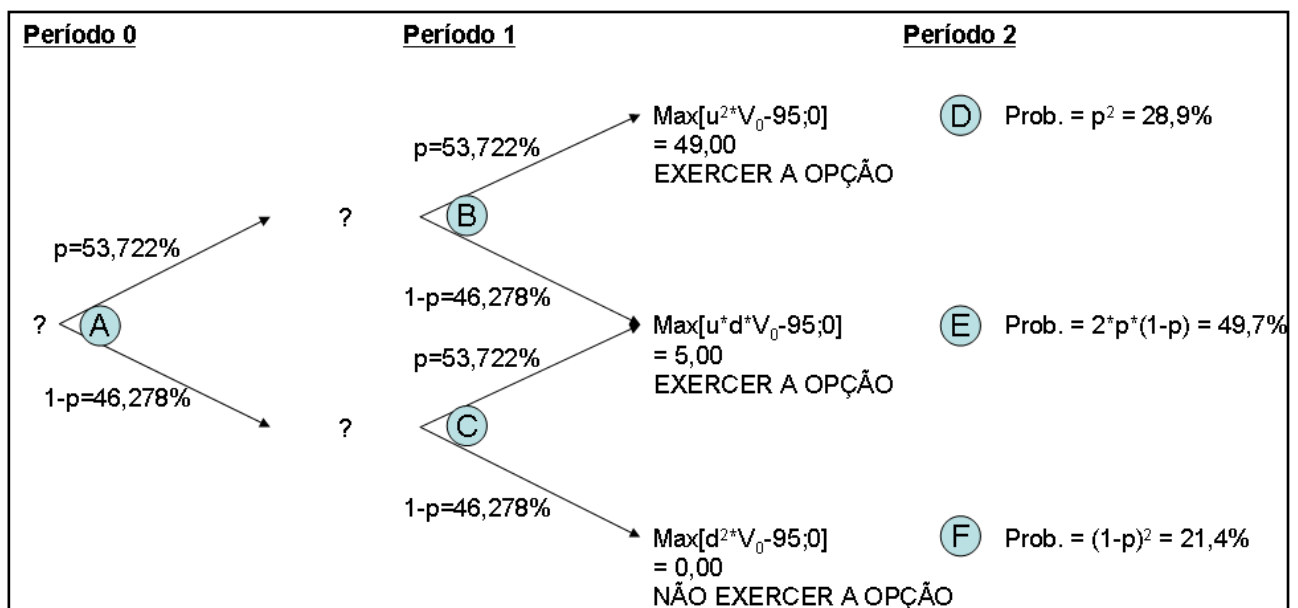 Período 0
Período 1
Período 2
Max[u²*V₀-95;0]
= 49,00
EXERCER A OPÇÃO
D
Prob. = p² = 28,9%
p=53,722%
?
B
p=53,722%
1-p=46,278%
?
A
Max[u*d*V₀-95;0]
= 5,00
EXERCER A OPÇÃO
E
Prob. = 2*p*(1-p) = 49,7%
p=53,722%
1-p=46,278%
?
C
1-p=46,278%
Max[d²*V₀-95;0]
= 0,00
NÃO EXERCER A OPÇÃO
F
Prob. = (1-p)² = 21,4%